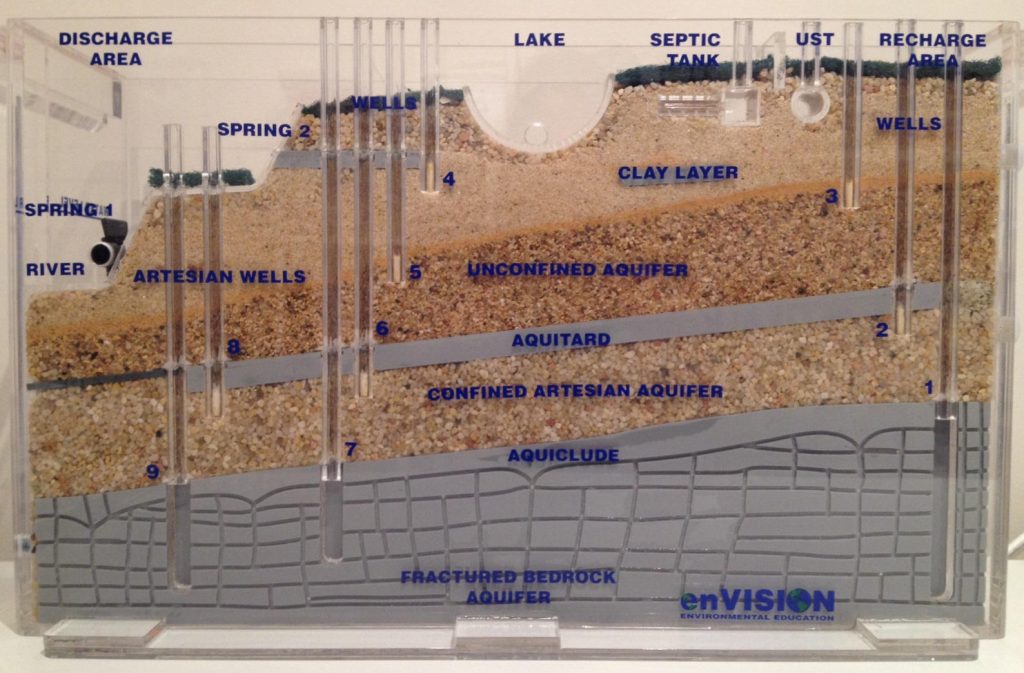 DISCHARGE
AREA
LAKE
SEPTIC
TANK
UST
RECHARGE
AREA
WELLS
SPRING 2
WELLS
CLAY LAYER
4
3
SPRING 1
RIVER
ARTESIAN WELLS
5
UNCONFINED AQUIFER
6
2
8
AQUITARD
CONFINED ARTESIAN AQUIFER
1
7
AQUICLUDE
9
FRACTURED BEDROCK
AQUIFER
enVISION
ENVIRONMENTAL EDUCATION